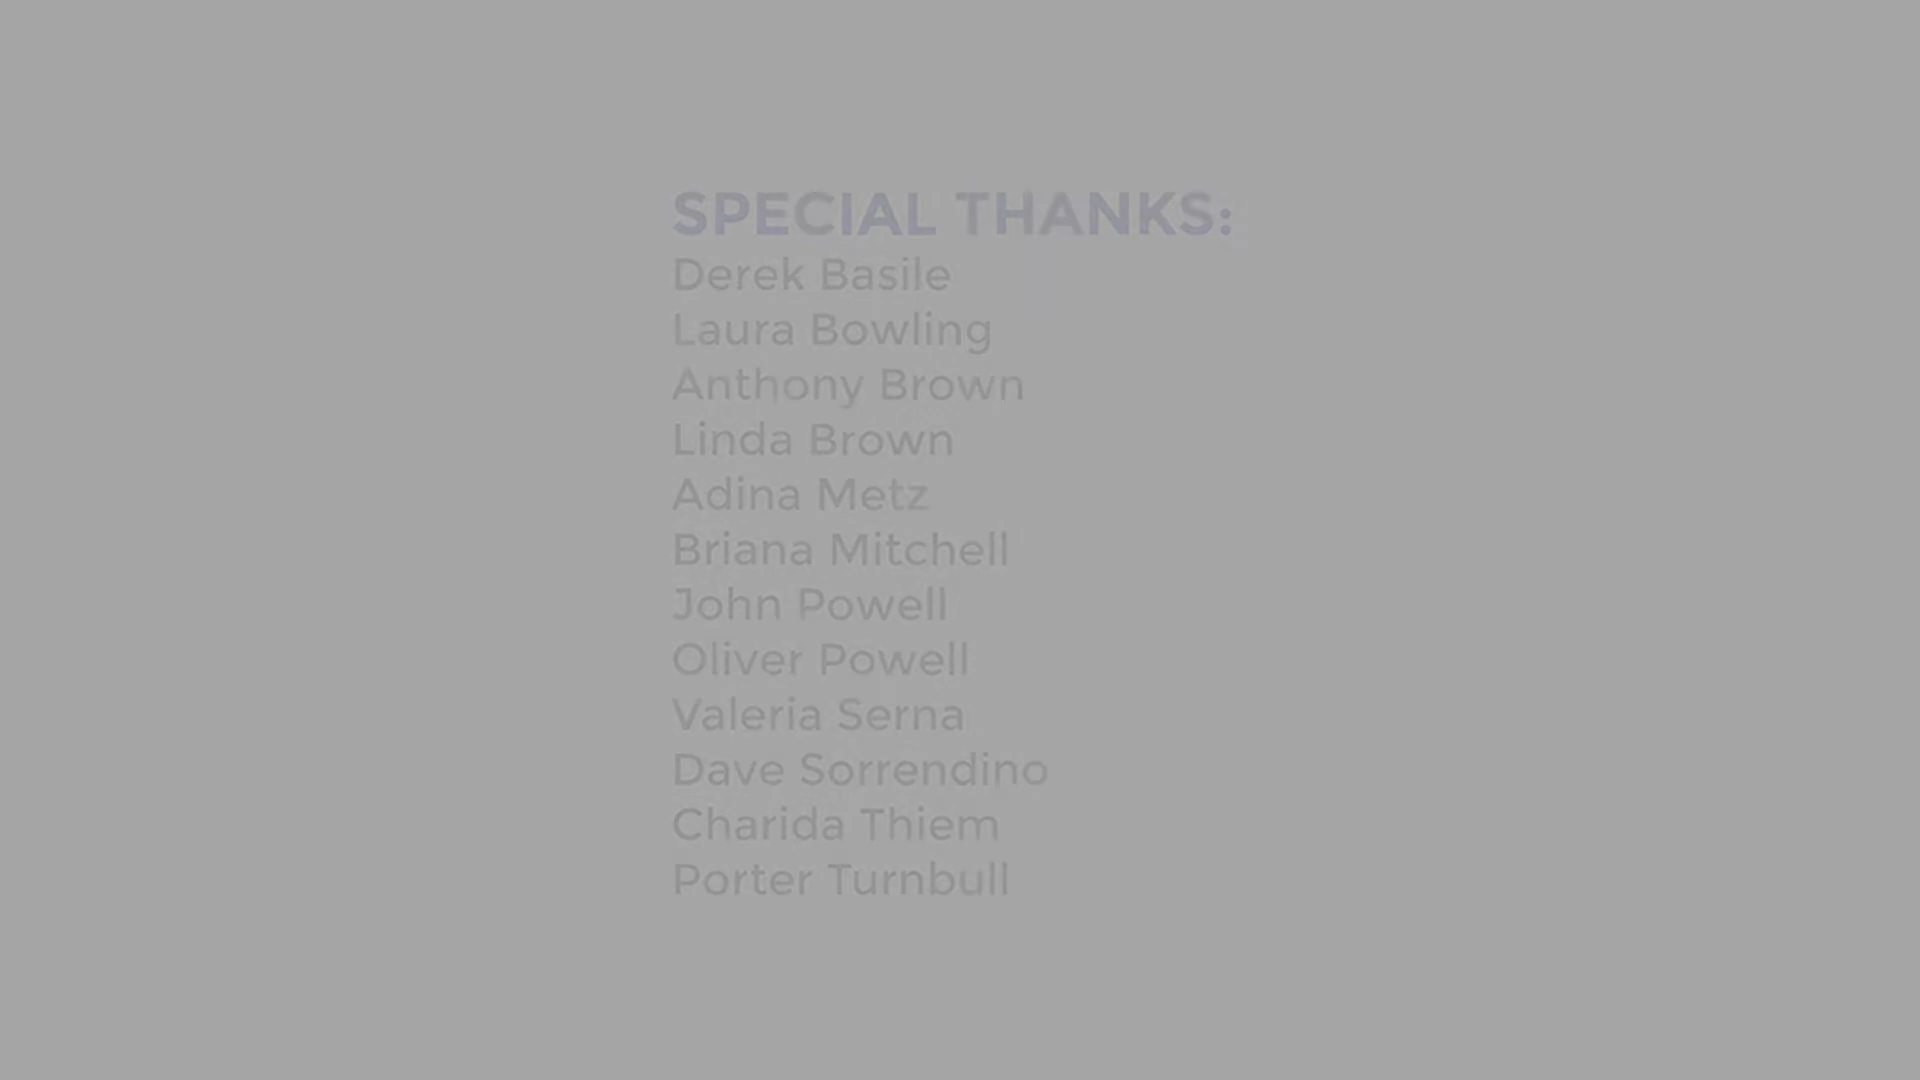 SPECIAL THANKS:
Derek Basile
Laura Bowling
Anthony Brown
Linda Brown
Adina Metz
Briana Mitchell
John Powell
Oliver Powell
Valeria Serna
Dave Sorrendino
Charida Thiem
Porter Turnbull